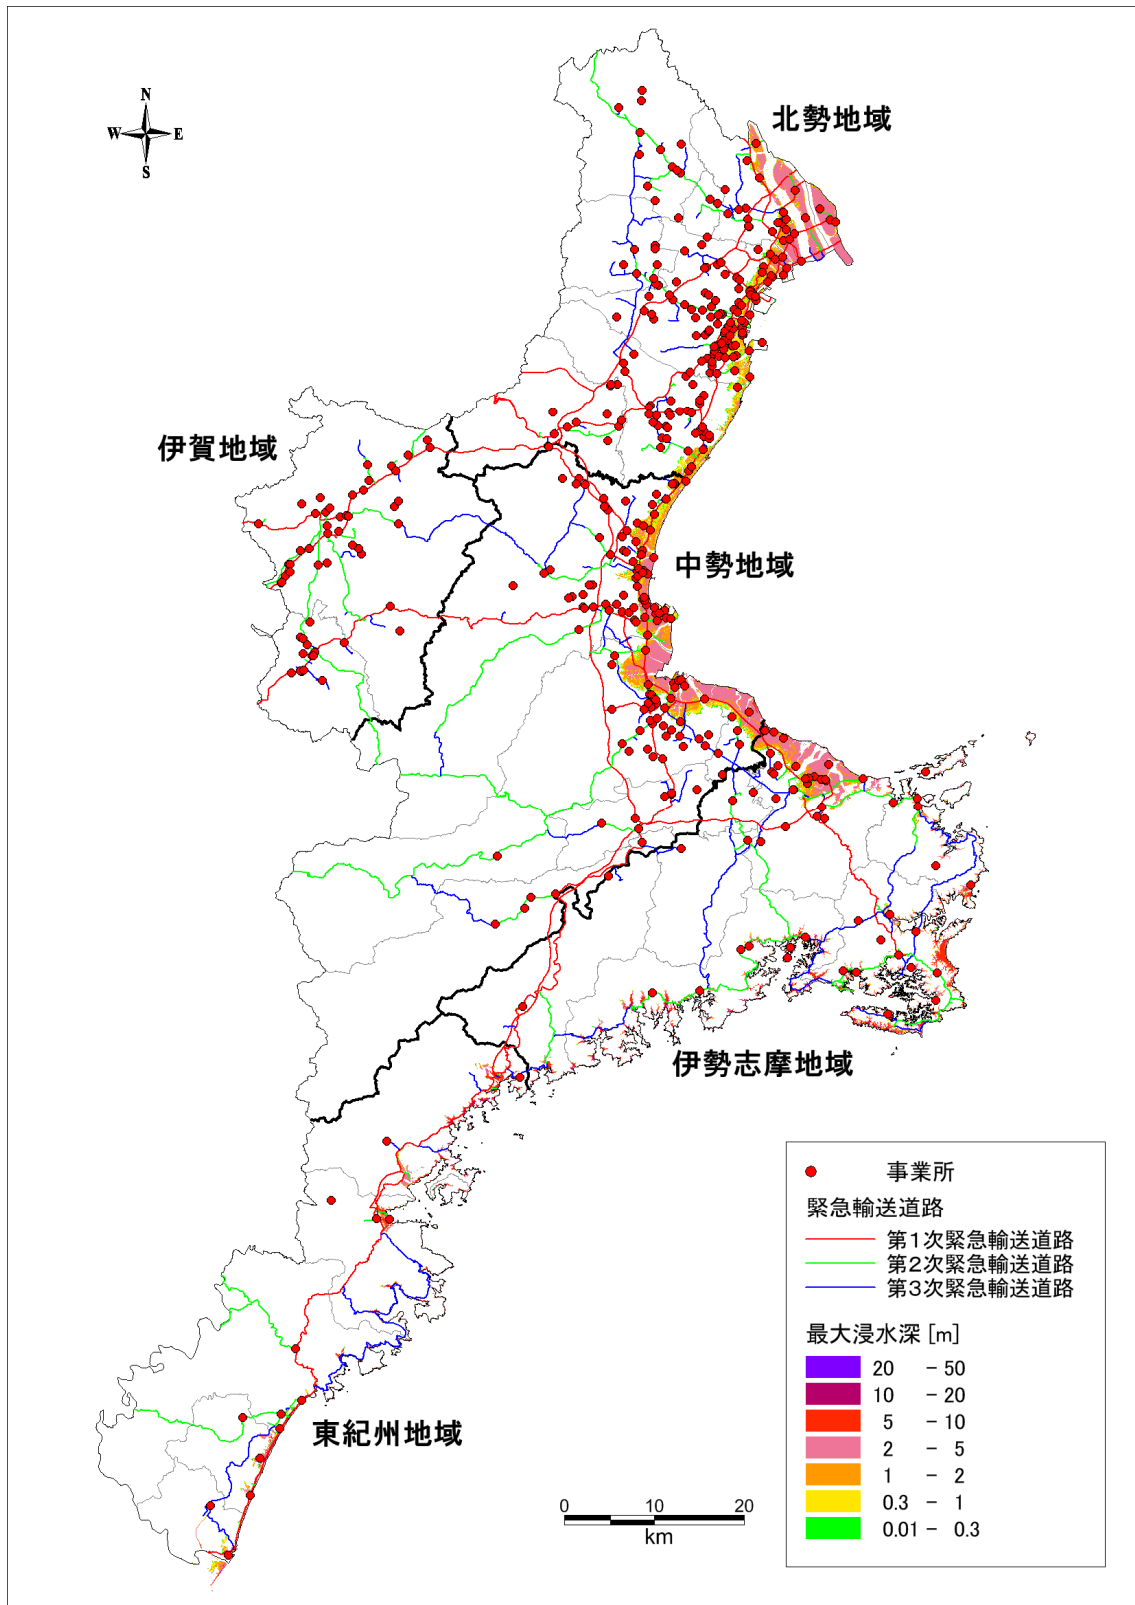 N
W E
S
北勢地域
伊賀地域
中勢地域
伊勢志摩地域
東紀州地域
事業所
緊急輸送道路
第1次緊急輸送道路
第2次緊急輸送道路
第3次緊急輸送道路
最大浸水深 [m]
20 - 50
10 - 20
5 - 10
2 - 5
1 - 2
0.3 - 1
0.01 - 0.3
0 10 20
km